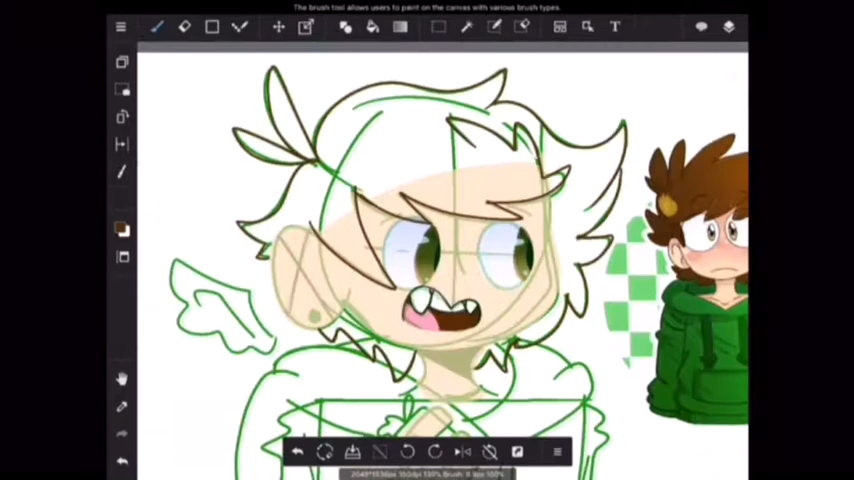 The brush tool allows users to paint on the canvas with various brush types.
T